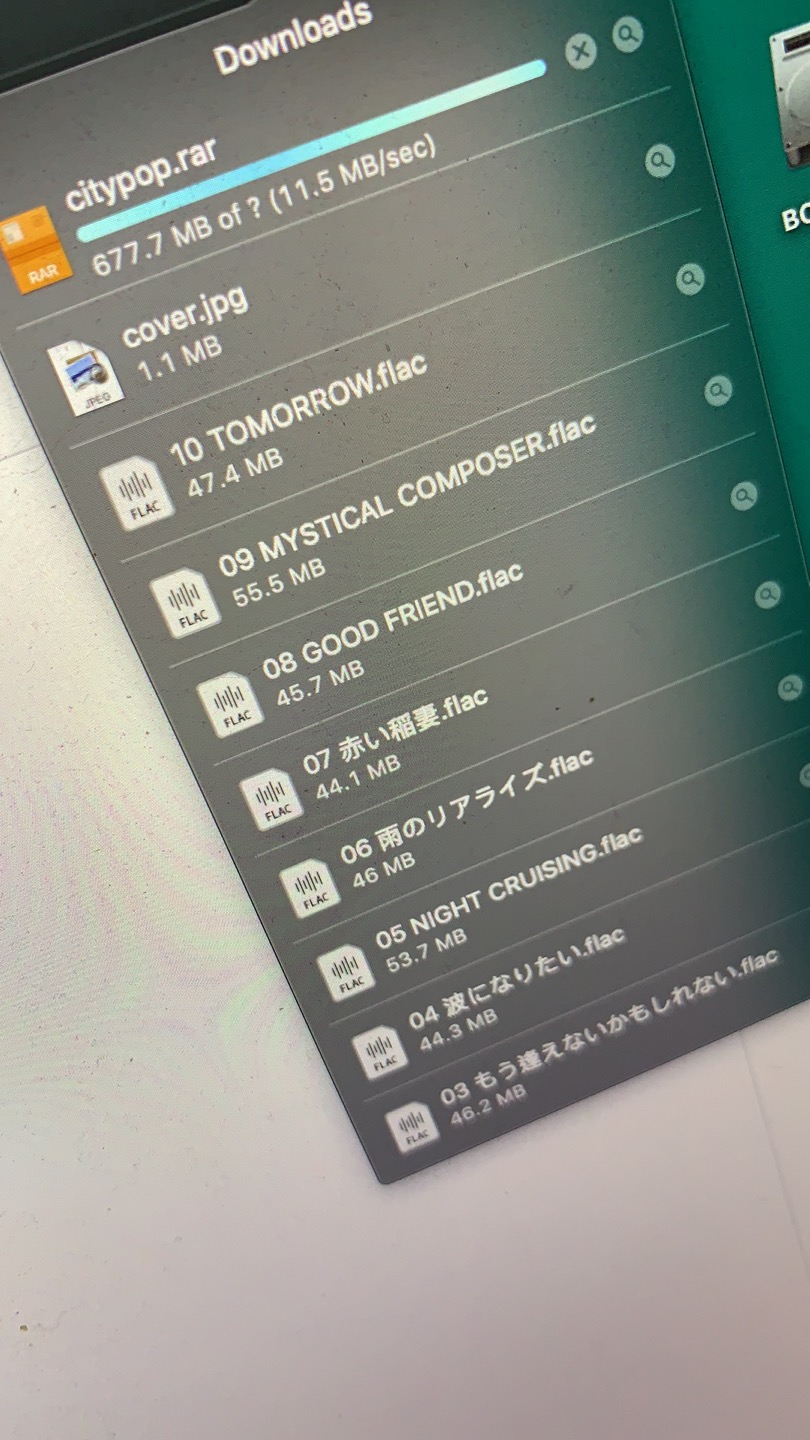 Downloads
citypop.rar
677.7 MB of ? (11.5 MB/sec)
RAR
cover.jpg
1.1 MB
JPEG
10 TOMORROW.flac
47.4 MB
FLAC
09 MYSTICAL COMPOSER.flac
55.5 MB
FLAC
08 GOOD FRIEND.flac
45.7 MB
FLAC
07 赤い稲妻.flac
44.1 MB
FLAC
06 雨のリアライズ.flac
46 MB
FLAC
05 NIGHT CRUISING.flac
53.7 MB
FLAC
04 波になりたい.flac
44.3 MB
FLAC
03 もう逢えないかもしれない.flac
46.2 MB
FLAC